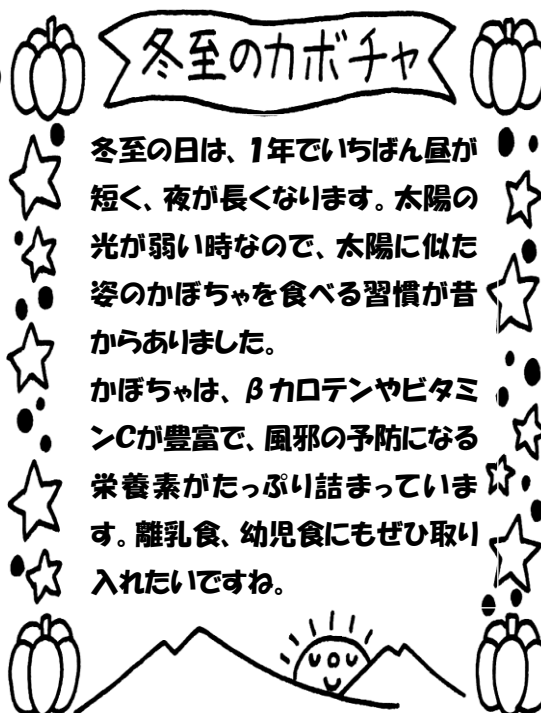 冬至のカボチャ
冬至の日は、1年でいちばん昼が
短く、夜が長くなります。太陽の
光が弱い時なので、太陽に似た
姿のかぼちゃを食べる習慣が昔
からありました。
かぼちゃは、βカロテンやビタミ
ンCが豊富で、風邪の予防になる
栄養素がたっぷり詰まっていま
す。離乳食、幼児食にもぜひ取り
入れたいですね。